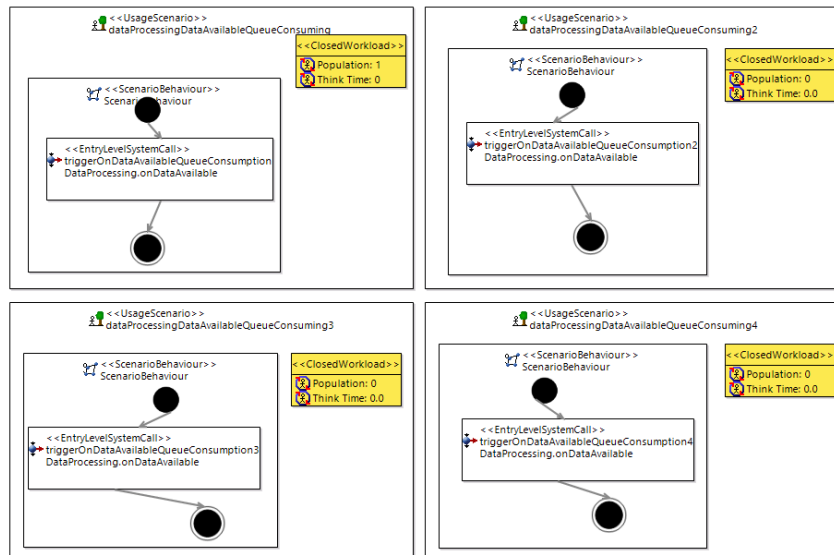 <<UsageScenario>>
dataProcessingDataAvailableQueueConsuming
<<ClosedWorkload>>
Population: 1
Think Time: 0
<<ScenarioBehaviour>>
ScenarioBehaviour
<<EntryLevelSystemCall>>
triggerOnDataAvailableQueueConsumption
DataProcessing.onDataAvailable
<<UsageScenario>>
dataProcessingDataAvailableQueueConsuming2
<<ClosedWorkload>>
Population: 0
Think Time: 0.0
<<ScenarioBehaviour>>
ScenarioBehaviour
<<EntryLevelSystemCall>>
triggerOnDataAvailableQueueConsumption2
DataProcessing.onDataAvailable
<<UsageScenario>>
dataProcessingDataAvailableQueueConsuming3
<<ClosedWorkload>>
Population: 0
Think Time: 0.0
<<ScenarioBehaviour>>
ScenarioBehaviour
<<EntryLevelSystemCall>>
triggerOnDataAvailableQueueConsumption3
DataProcessing.onDataAvailable
<<UsageScenario>>
dataProcessingDataAvailableQueueConsuming4
<<ClosedWorkload>>
Population: 0
Think Time: 0.0
<<ScenarioBehaviour>>
ScenarioBehaviour
<<EntryLevelSystemCall>>
triggerOnDataAvailableQueueConsumption4
DataProcessing.onDataAvailable